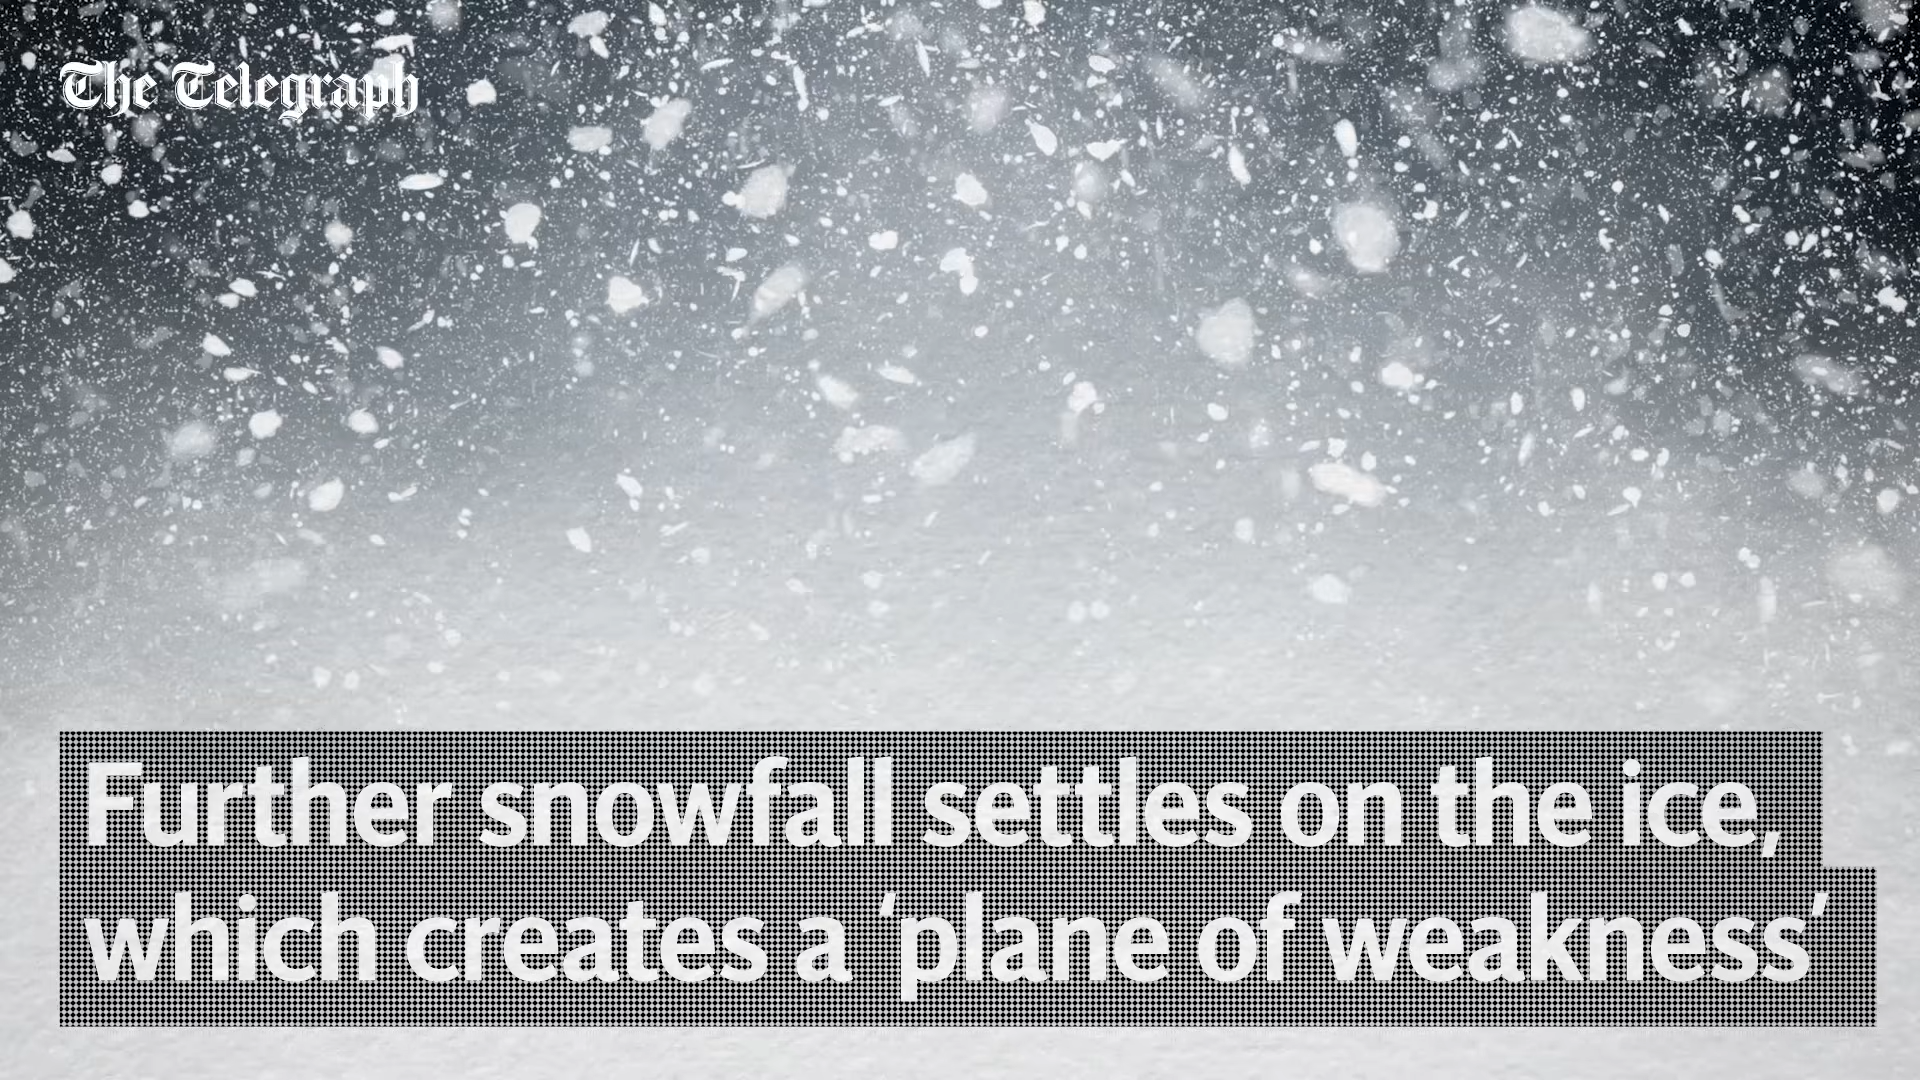 The Telegraph
Further snowfall settles on the ice,
which creates a ‘plane of weakness’